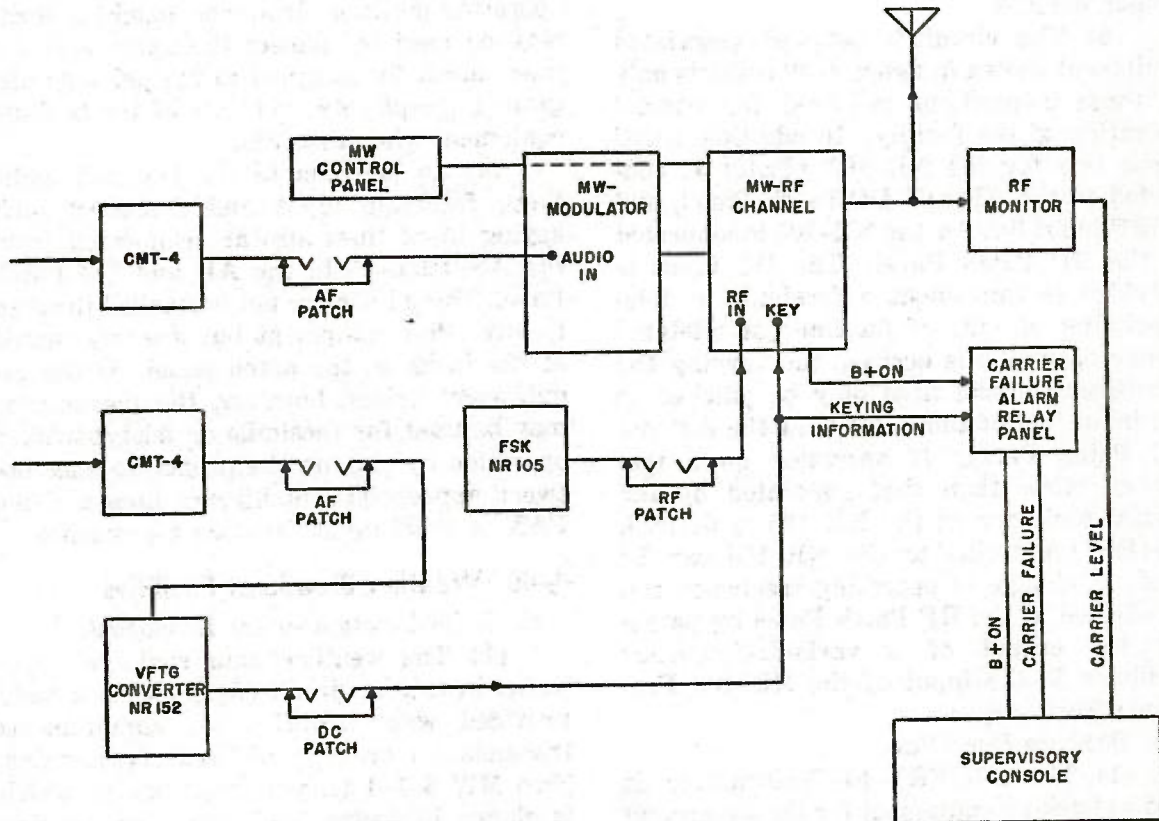 MW
CONTROL
PANEL
MW-
MODULATOR
AUDIO
IN
MW-RF
CHANNEL
RF
IN
KEY
RF
MONITOR
CMT-4
AF
PATCH
B+ON
KEYING
INFORMATION
CARRIER
FAILURE
ALARM
RELAY
PANEL
CMT-4
AF
PATCH
FSK
NR 105
RF
PATCH
VFTG
CONVERTER
NR 152
DC
PATCH
B+ON
CARRIER FAILURE
CARRIER LEVEL
SUPERVISORY
CONSOLE